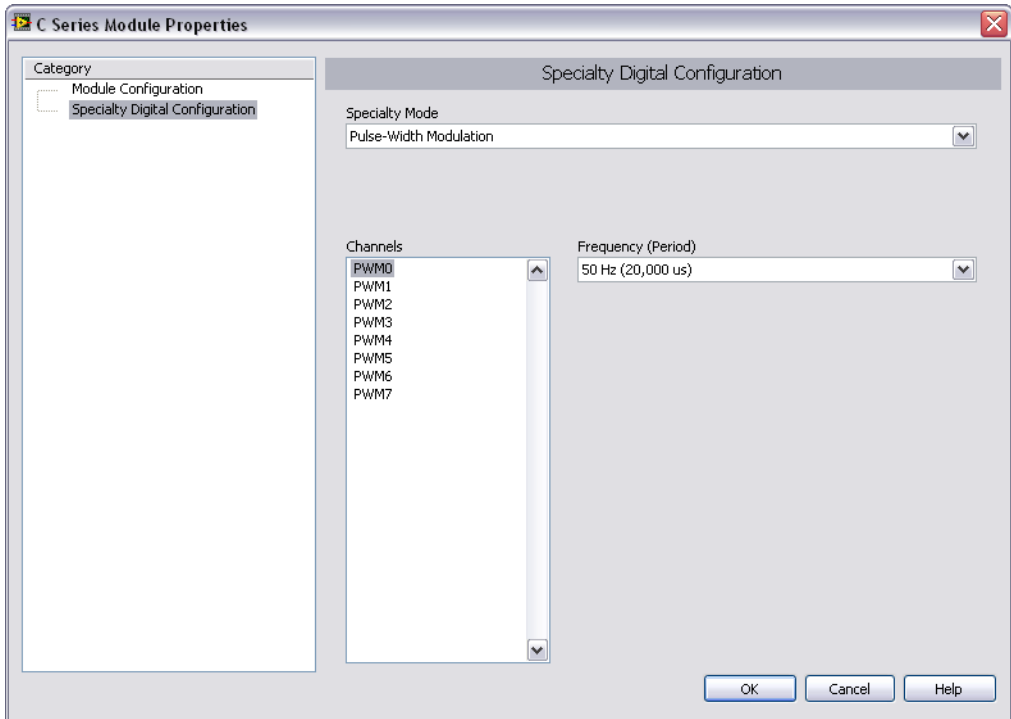 C Series Module Properties
Category
Module Configuration
Specialty Digital Configuration
Specialty Digital Configuration
Specialty Mode
Pulse-Width Modulation
Channels
PWM0
PWM1
PWM2
PWM3
PWM4
PWM5
PWM6
PWM7
Frequency (Period)
50 Hz (20,000 us)
OK
Cancel
Help